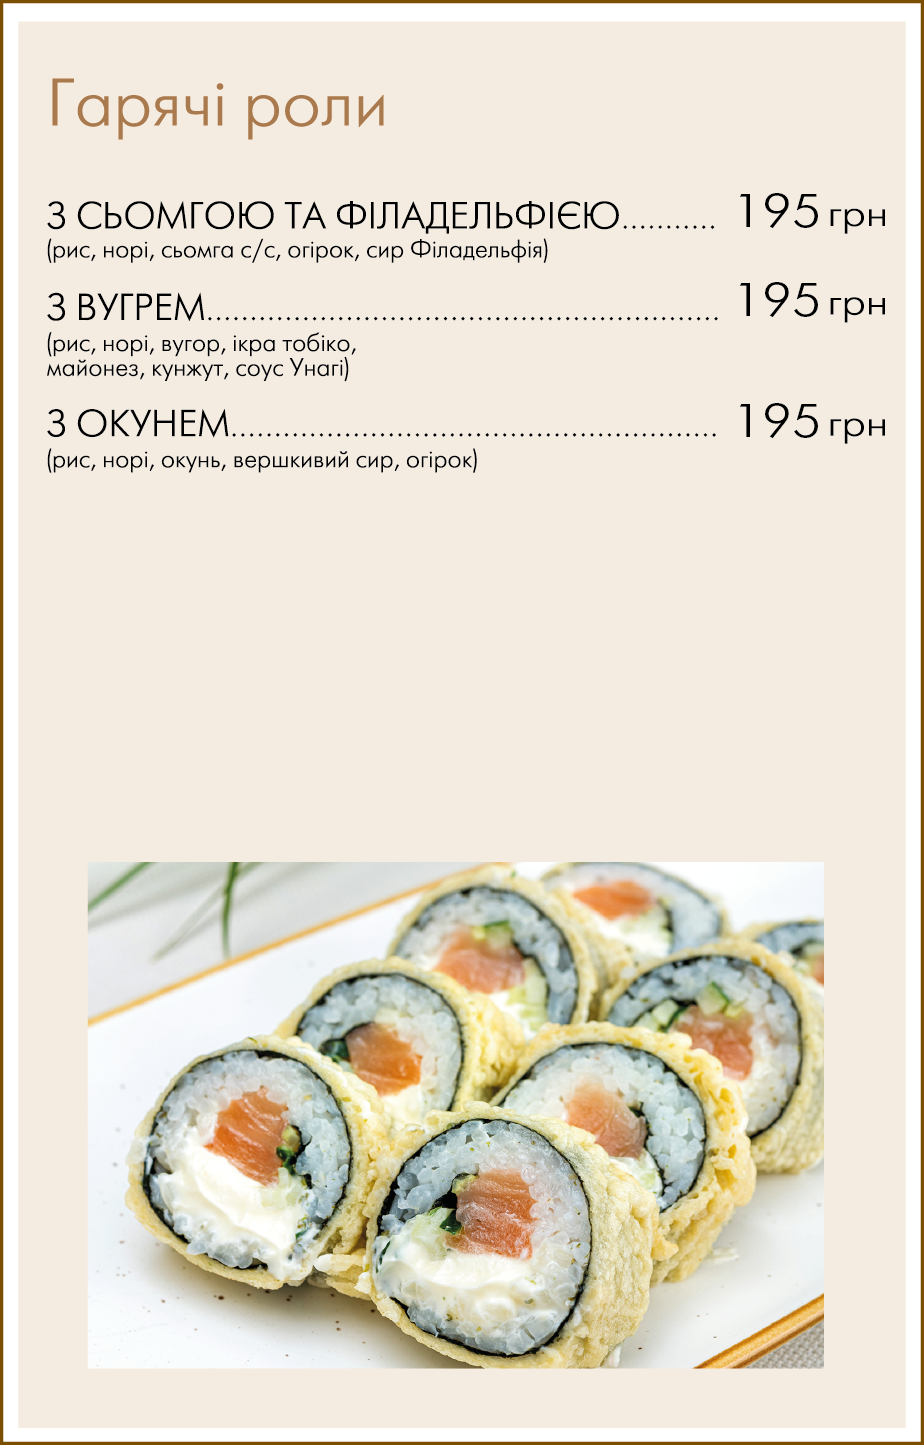 Гарячі роли
З СЬОМГОЮ ТА ФІЛАДЕЛЬФІЄЮ........... 195 грн
(рис, норі, сьомга с/с, огірок, сир Філадельфія)
З ВУГРЕМ........................................................... 195 грн
(рис, норі, вугор, ікра тобіко,
майонез, кунжут, соус Унагі)
З ОКУНЕМ........................................................ 195 грн
(рис, норі, окунь, вершкивий сир, огірок)